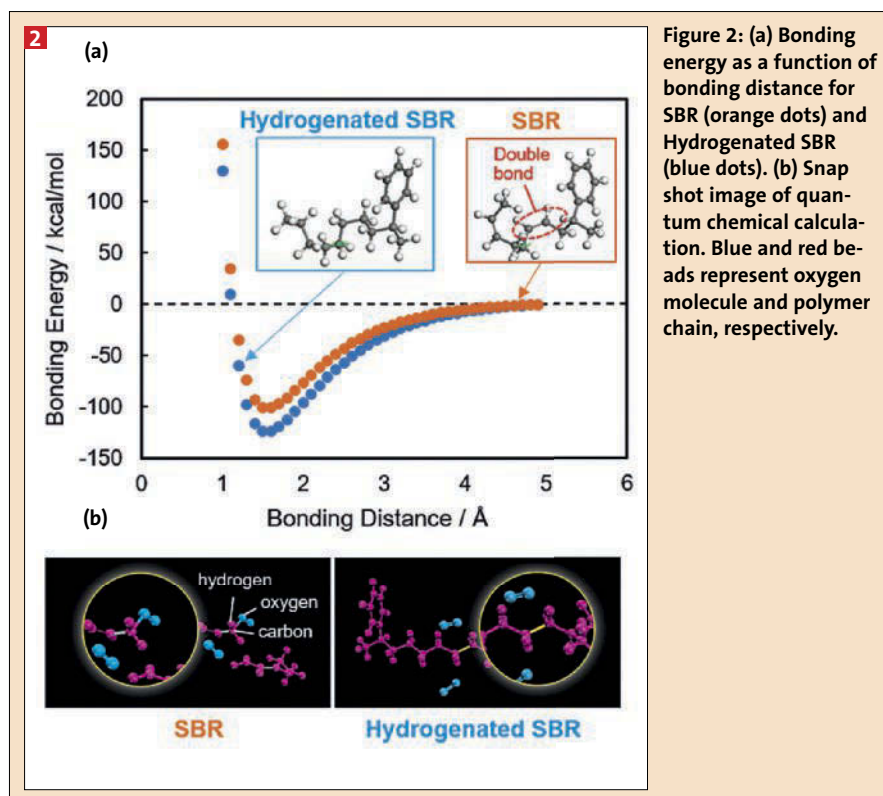 2
(a)
200
150
100
50
0
-50
-100
-150
Bonding Energy / kcal/mol
Hydrogenated SBR
SBR
Double
bond
0
1
2
3
4
5
6
Bonding Distance / Å
(b)
hydrogen
oxygen
carbon
SBR
Hydrogenated SBR
Figure 2: (a) Bonding
energy as a function of
bonding distance for
SBR (orange dots) and
Hydrogenated SBR
(blue dots). (b) Snap
shot image of quan-
tum chemical calcula-
tion. Blue and red be-
ads represent oxygen
molecule and polymer
chain, respectively.